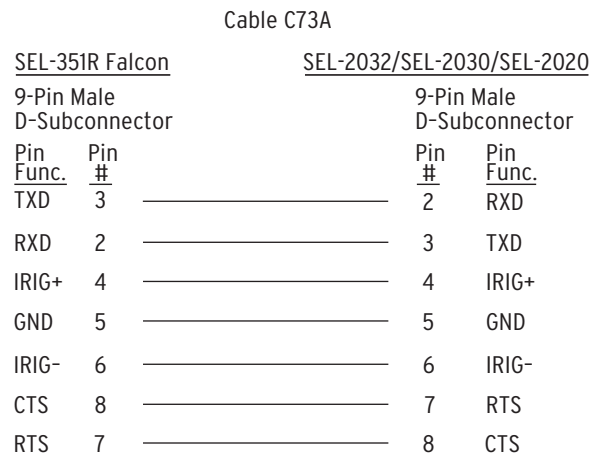 Cable C73A
SEL-351R Falcon SEL-2032/SEL-2030/SEL-2020
9-Pin Male 9-Pin Male
D-Subconnector D-Subconnector
Pin Pin Pin Pin
Func. # # Func.
TXD 3 2 RXD
RXD 2 3 TXD
IRIG+ 4 4 IRIG+
GND 5 5 GND
IRIG- 6 6 IRIG-
CTS 8 7 RTS
RTS 7 8 CTS